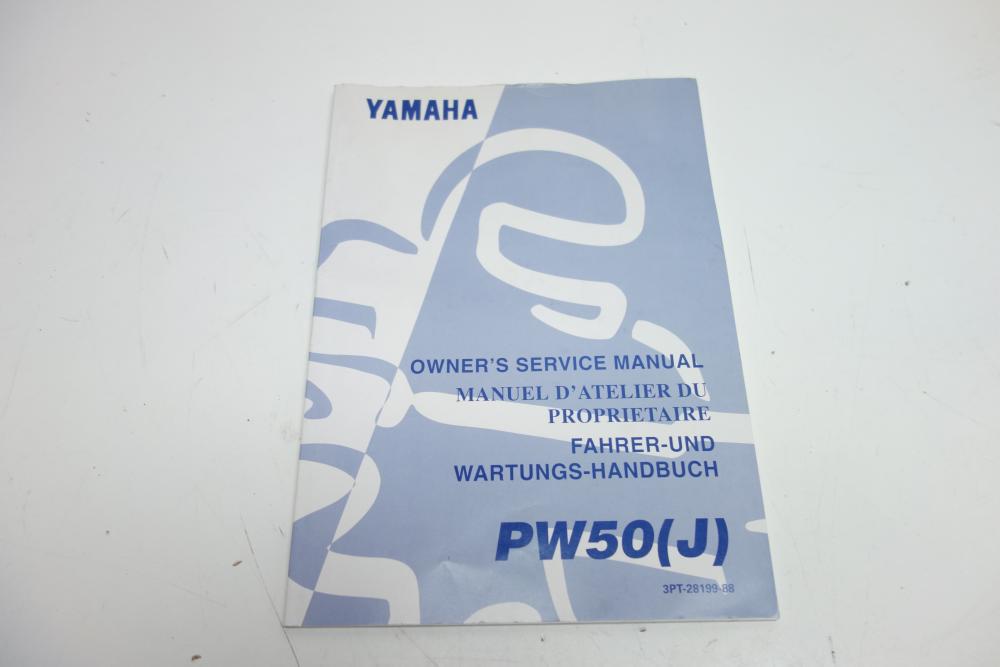 YAMAHA
OWNER'S SERVICE MANUAL
MANUEL D'ATELIER DU
PROPRIETAIRE
FAHRER-UND
WARTUNGS-HANDBUCH
PW50(J)
3PT-28199-88